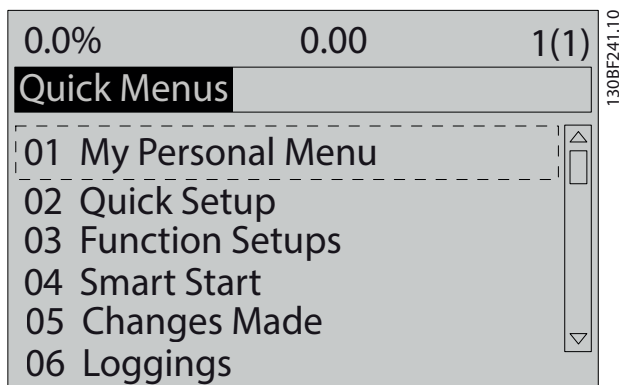 0.0% 0.00 1(1)
Quick Menus
01 My Personal Menu
02 Quick Setup
03 Function Setups
04 Smart Start
05 Changes Made
06 Loggings
130BF241.10